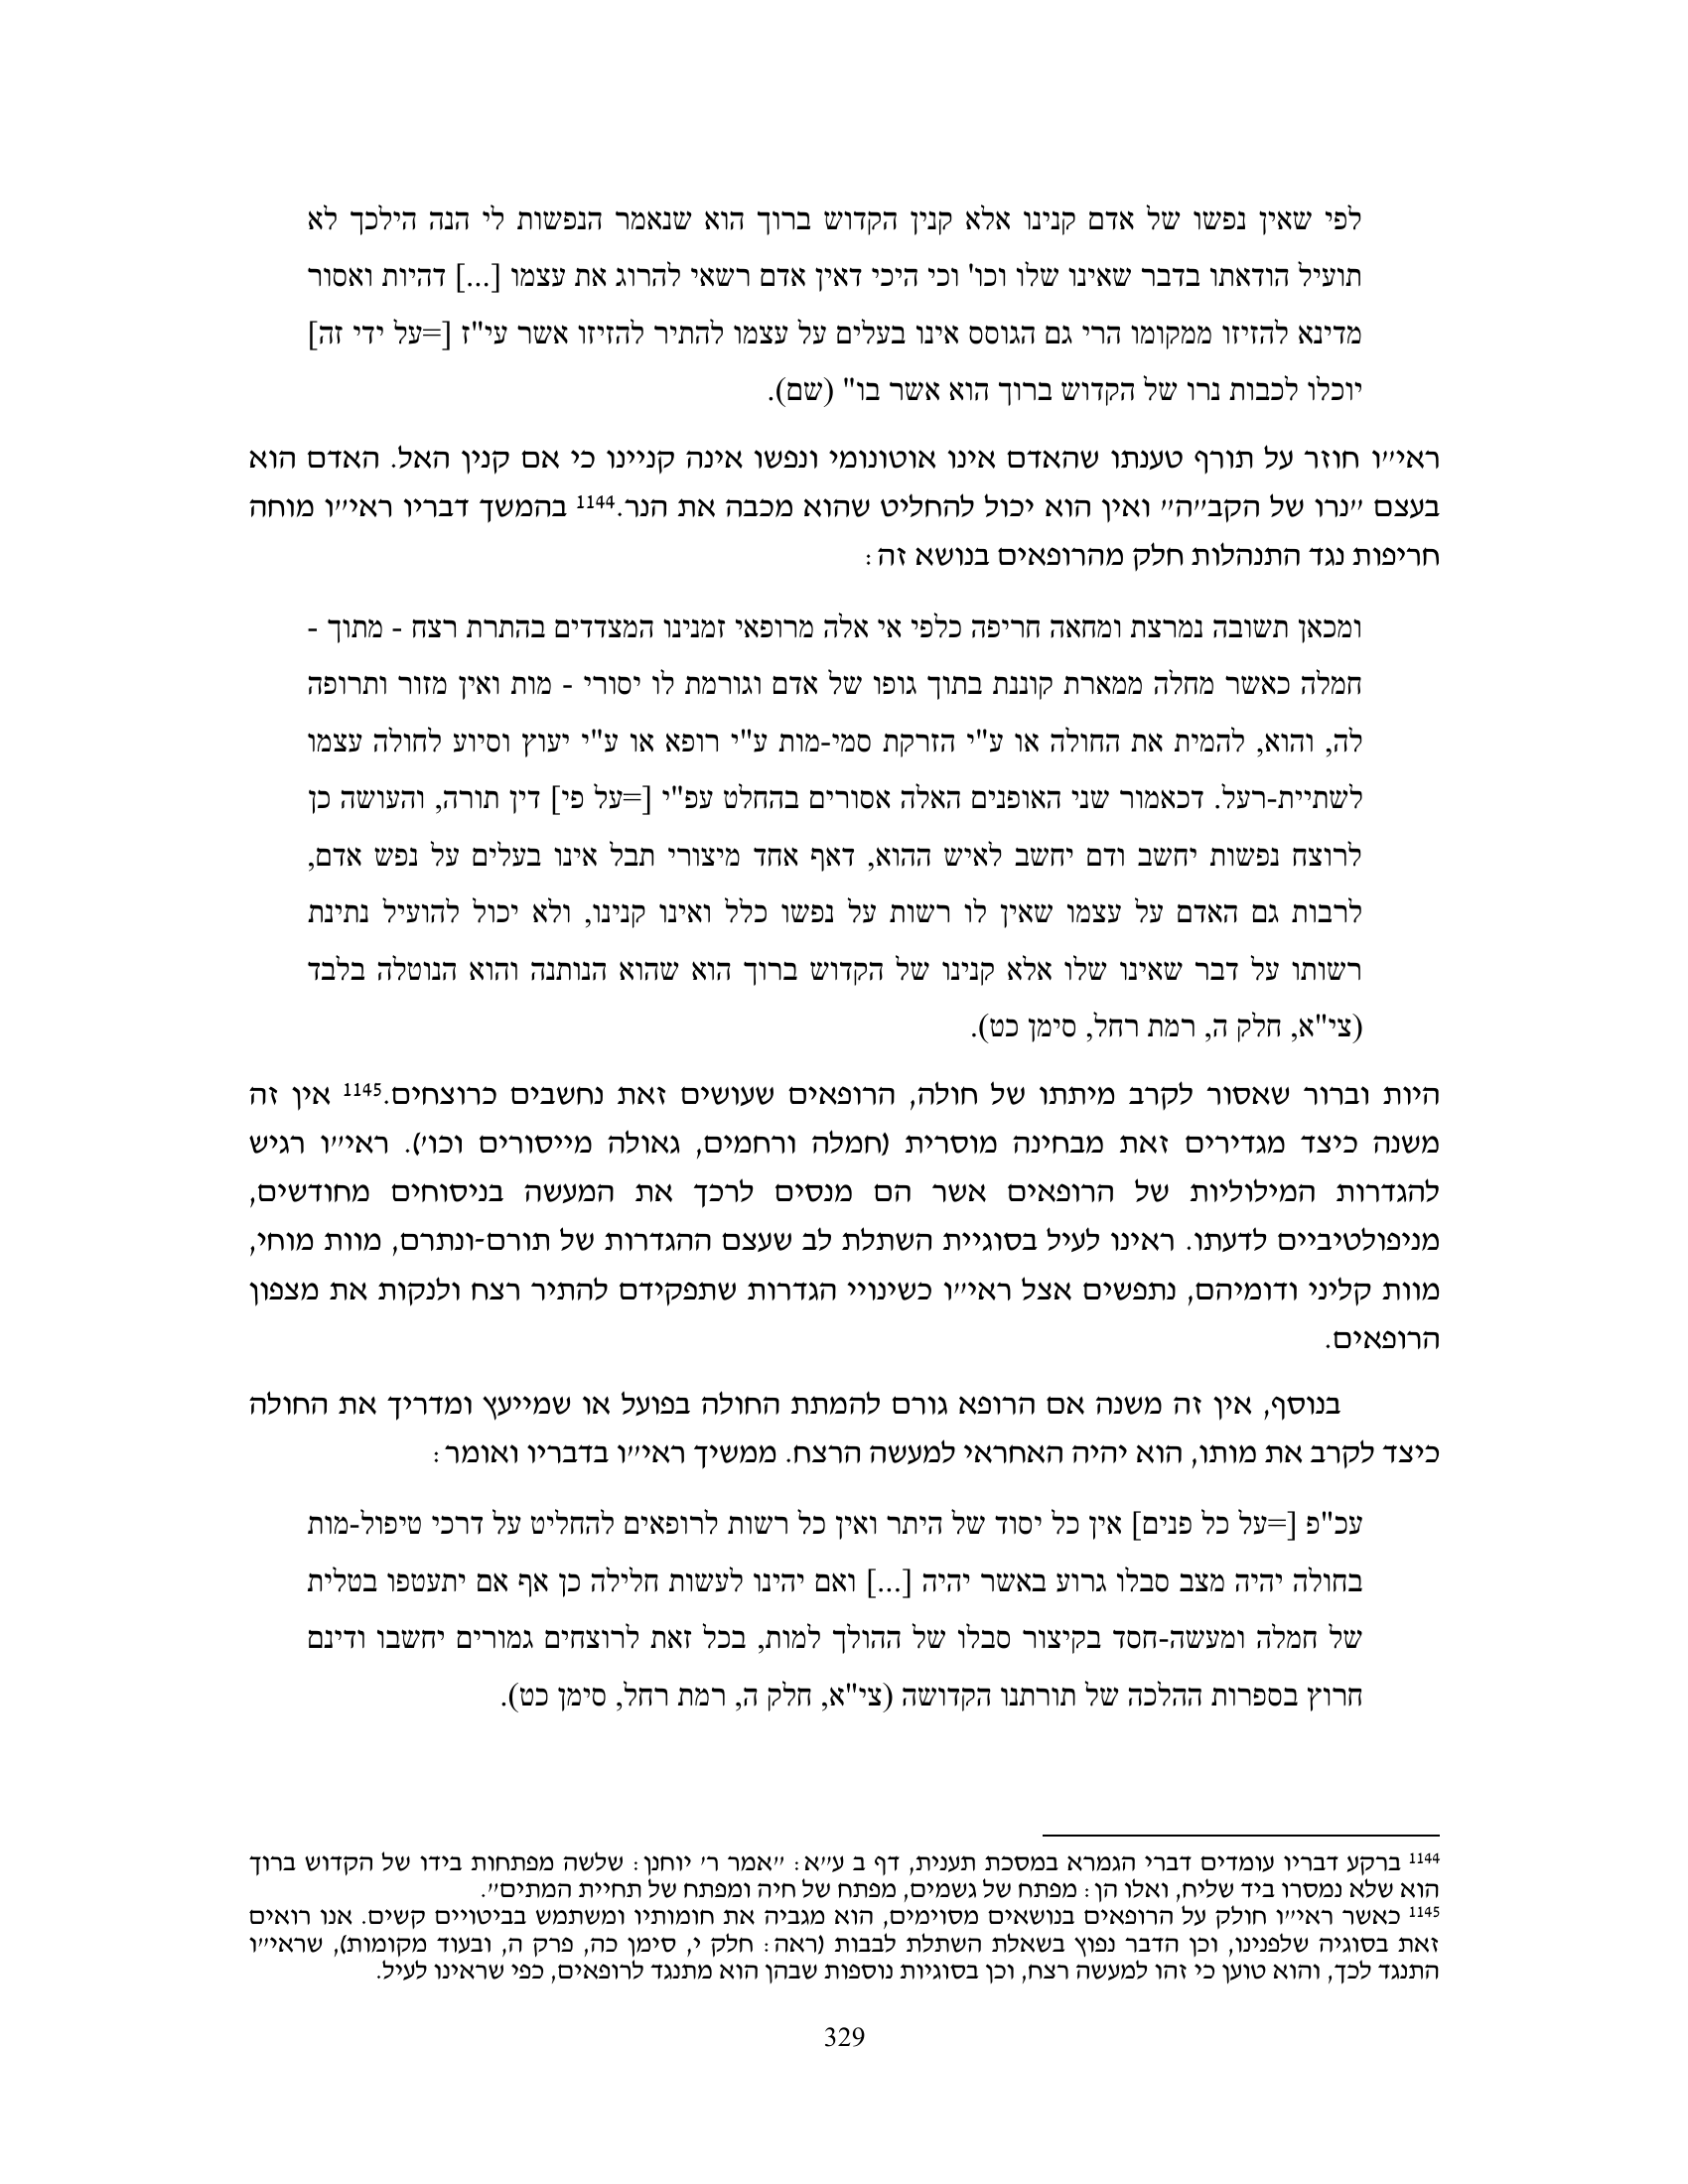 לפי שאין נפשו של אדם קנינו אלא קנין הקדוש ברוך הוא שנאמר הנפשות לי הנה הילכך לא
תועיל הודאתו בדבר שאינו שלו וכו' וכי היכי דאין אדם רשאי להרוג את עצמו [...] דהיות ואסור
מדינא להזיזו ממקומו הרי גם הגוסס אינו בעלים על עצמו להתיר להזיזו אשר עי"ז [=על ידי זה]
יוכלו לכבות נרו של הקדוש ברוך הוא אשר בו" (שם).
ראי״ו חוזר על תורף טענתו שהאדם אינו אוטונומי ונפשו אינה קניינו כי אם קנין האל. האדם הוא
בעצם ״נרו של הקב״ה״ ואין הוא יכול להחליט שהוא מכבה את הנר.1144 בהמשך דבריו ראי״ו מוחה
חריפות נגד התנהלות חלק מהרופאים בנושא זה:
ומכאן תשובה נמרצת ומחאה חריפה כלפי אי אלה מרופאי זמנינו המצדדים בהתרת רצח - מתוך -
חמלה כאשר מחלה ממארת קוננת בתוך גופו של אדם וגורמת לו יסורי - מות ואין מזור ותרופה
לה, והוא, להמית את החולה או ע"י הזרקת סמי-מות ע"י רופא או ע"י יעוץ וסיוע לחולה עצמו
לשתיית-רעל. דכאמור שני האופנים האלה אסורים בהחלט עפ"י [=על פי] דין תורה, והעושה כן
לרוצח נפשות יחשב ודם יחשב לאיש ההוא, דאף אחד מיצורי תבל אינו בעלים על נפש אדם,
לרבות גם האדם על עצמו שאין לו רשות על נפשו כלל ואינו קנינו, ולא יכול להועיל נתינת
רשותו על דבר שאינו שלו אלא קנינו של הקדוש ברוך הוא שהוא הנותנה והוא הנוטלה בלבד
(צי"א, חלק ה, רמת רחל, סימן כט).
היות וברור שאסור לקרב מיתתו של חולה, הרופאים שעושים זאת נחשבים כרוצחים.1145 אין זה
משנה כיצד מגדירים זאת מבחינה מוסרית (חמלה ורחמים, גאולה מייסורים וכו׳). ראי״ו רגיש
להגדרות המילוליות של הרופאים אשר הם מנסים לרכך את המעשה בניסוחים מחודשים,
מניפולטיביים לדעתו. ראינו לעיל בסוגיית השתלת לב שעצם ההגדרות של תורם-ונתרם, מוות מוחי,
מוות קליני ודומיהם, נתפשים אצל ראי״ו כשינויי הגדרות שתפקידם להתיר רצח ולנקות את מצפון
הרופאים.
בנוסף, אין זה משנה אם הרופא גורם להמתת החולה בפועל או שמייעץ ומדריך את החולה
כיצד לקרב את מותו, הוא יהיה האחראי למעשה הרצח. ממשיך ראי״ו בדבריו ואומר:
עכ"פ [=על כל פנים] אין כל יסוד של היתר ואין כל רשות לרופאים להחליט על דרכי טיפול-מות
בחולה יהיה מצב סבלו גרוע באשר יהיה [...] ואם יהינו לעשות חלילה כן אף אם יתעטפו בטלית
של חמלה ומעשה-חסד בקיצור סבלו של ההולך למות, בכל זאת לרוצחים גמורים יחשבו ודינם
חרוץ בספרות ההלכה של תורתנו הקדושה (צי"א, חלק ה, רמת רחל, סימן כט).
1144 ברקע דבריו עומדים דברי הגמרא במסכת תענית, דף ב ע״א: ״אמר ר׳ יוחנן: שלשה מפתחות בידו של הקדוש ברוך
הוא שלא נמסרו ביד שליח, ואלו הן: מפתח של גשמים, מפתח של חיה ומפתח של תחיית המתים״.
1145 כאשר ראי״ו חולק על הרופאים בנושאים מסוימים, הוא מגביה את חומותיו ומשתמש בביטויים קשים. אנו רואים
זאת בסוגיה שלפנינו, וכן הדבר נפוץ בשאלת השתלת לבבות (ראה: חלק י, סימן כה, פרק ה, ובעוד מקומות), שראי״ו
התנגד לכך, והוא טוען כי זהו למעשה רצח, וכן בסוגיות נוספות שבהן הוא מתנגד לרופאים, כפי שראינו לעיל.
329